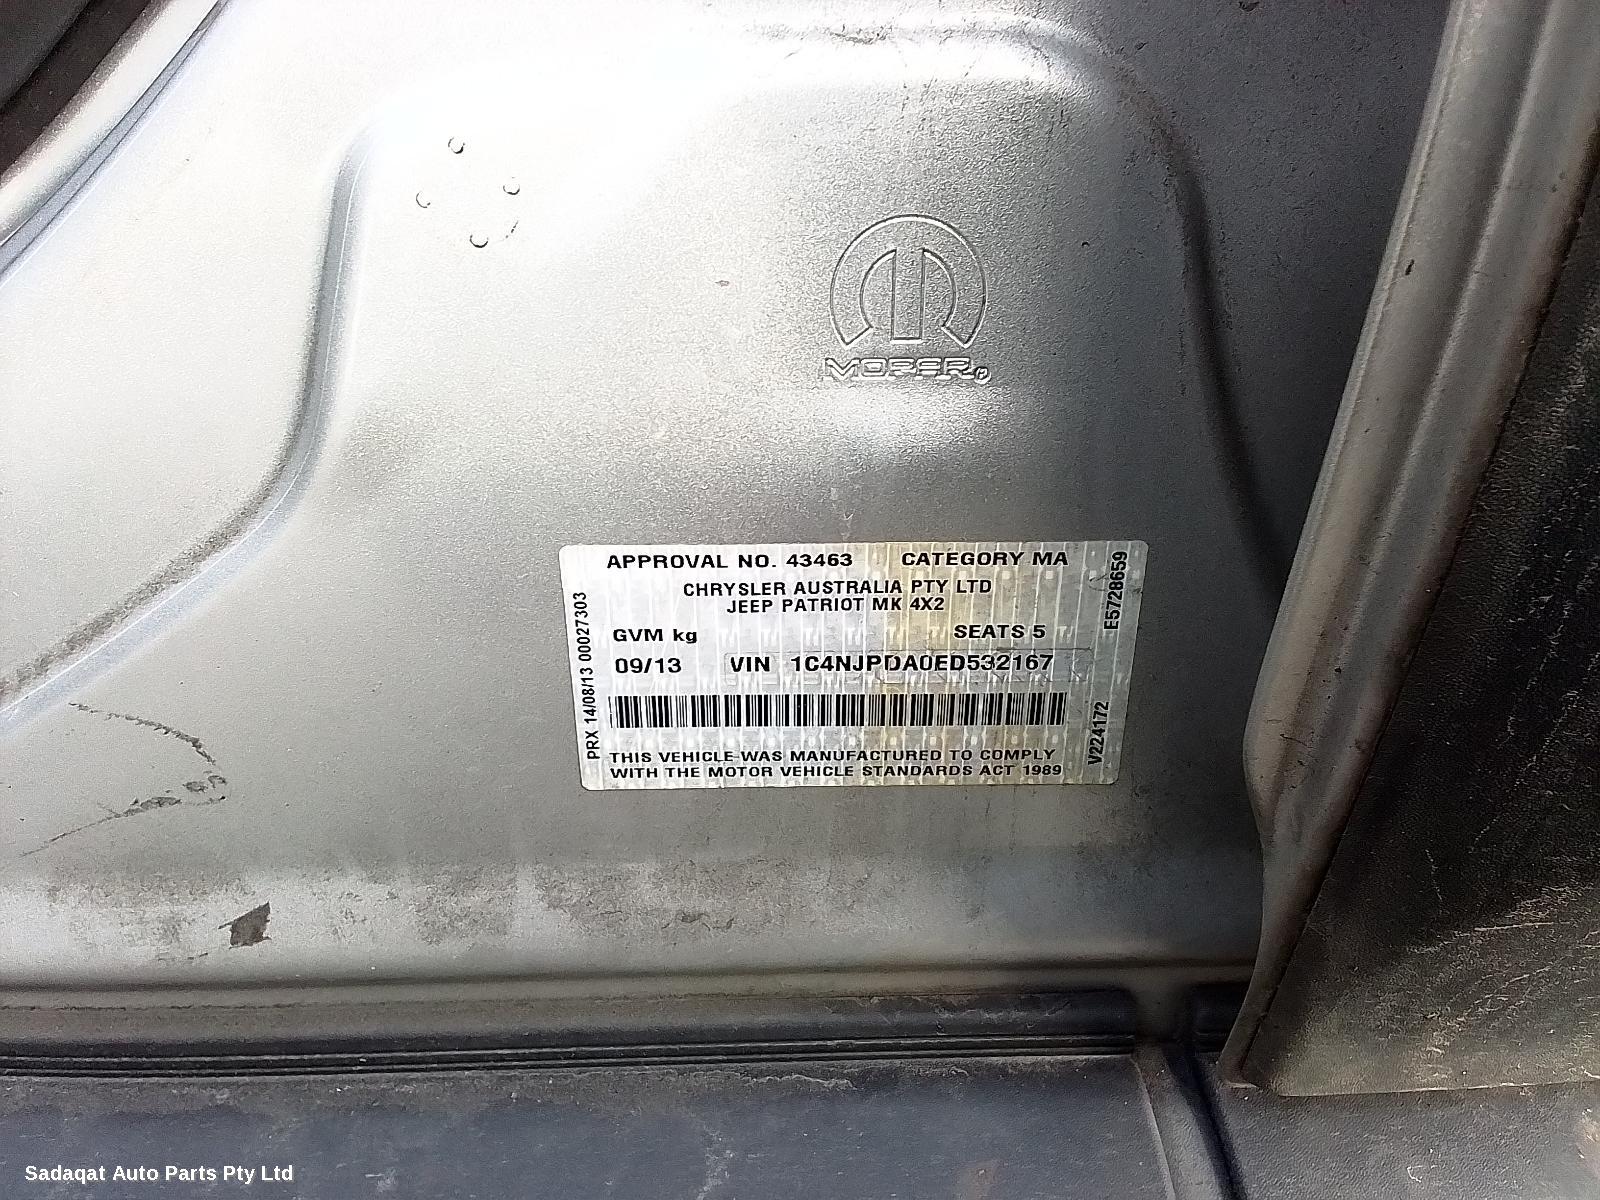 MOPAR®
APPROVAL NO. 43463 CATEGORY MA
CHRYSLER AUSTRALIA PTY LTD
JEEP PATRIOT MK 4X2
GVM kg SEATS 5
09/13 VIN 1C4NJPDA0ED532167
THIS VEHICLE WAS MANUFACTURED TO COMPLY
WITH THE MOTOR VEHICLE STANDARDS ACT 1989
PRX 14/08/13 00027303
E5728659
V224172
Sadaqat Auto Parts Pty Ltd